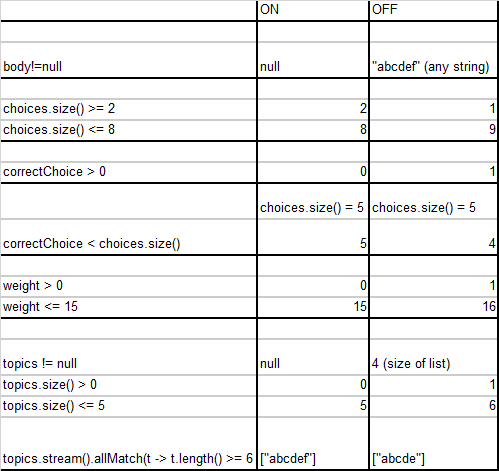 ON OFF
body!=null null "abcdef" (any string)
choices.size() >= 2 2 1
choices.size() <= 8 8 9
correctChoice > 0 0 1
choices.size() = 5 choices.size() = 5
correctChoice < choices.size() 5 4
weight > 0 0 1
weight <= 15 15 16
topics != null null 4 (size of list)
topics.size() > 0 0 1
topics.size() <= 5 5 6
topics.stream().allMatch(t -> t.length() >= 6 ["abcdef"] ["abcde"]